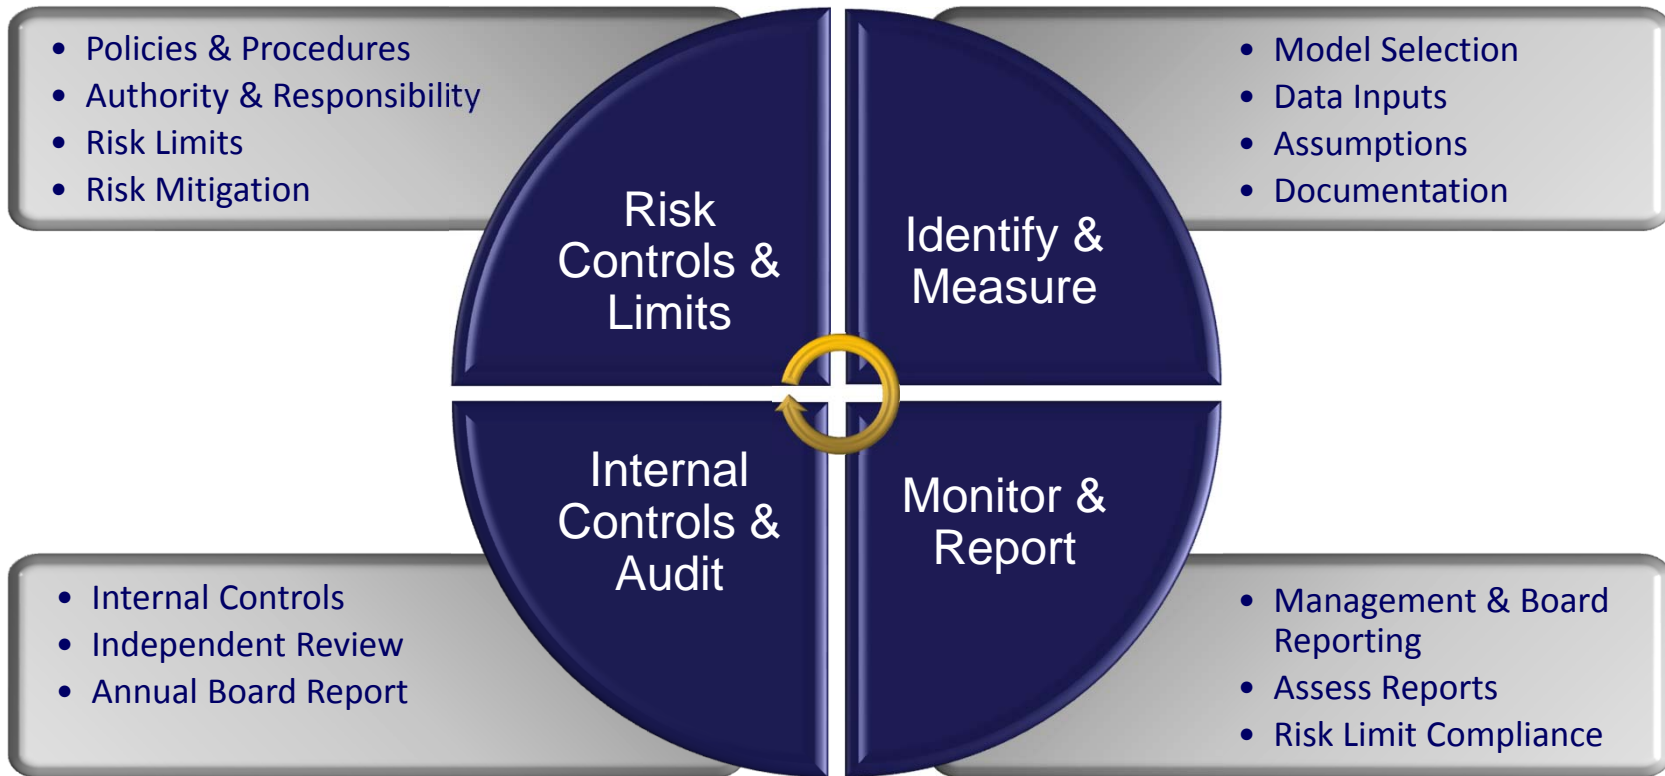 • Policies & Procedures
• Authority & Responsibility
• Risk Limits
• Risk Mitigation
Risk
Controls &
Limits
Identify &
Measure
• Model Selection
• Data Inputs
• Assumptions
• Documentation
• Internal Controls
• Independent Review
• Annual Board Report
Internal
Controls &
Audit
Monitor &
Report
• Management & Board
Reporting
• Assess Reports
• Risk Limit Compliance